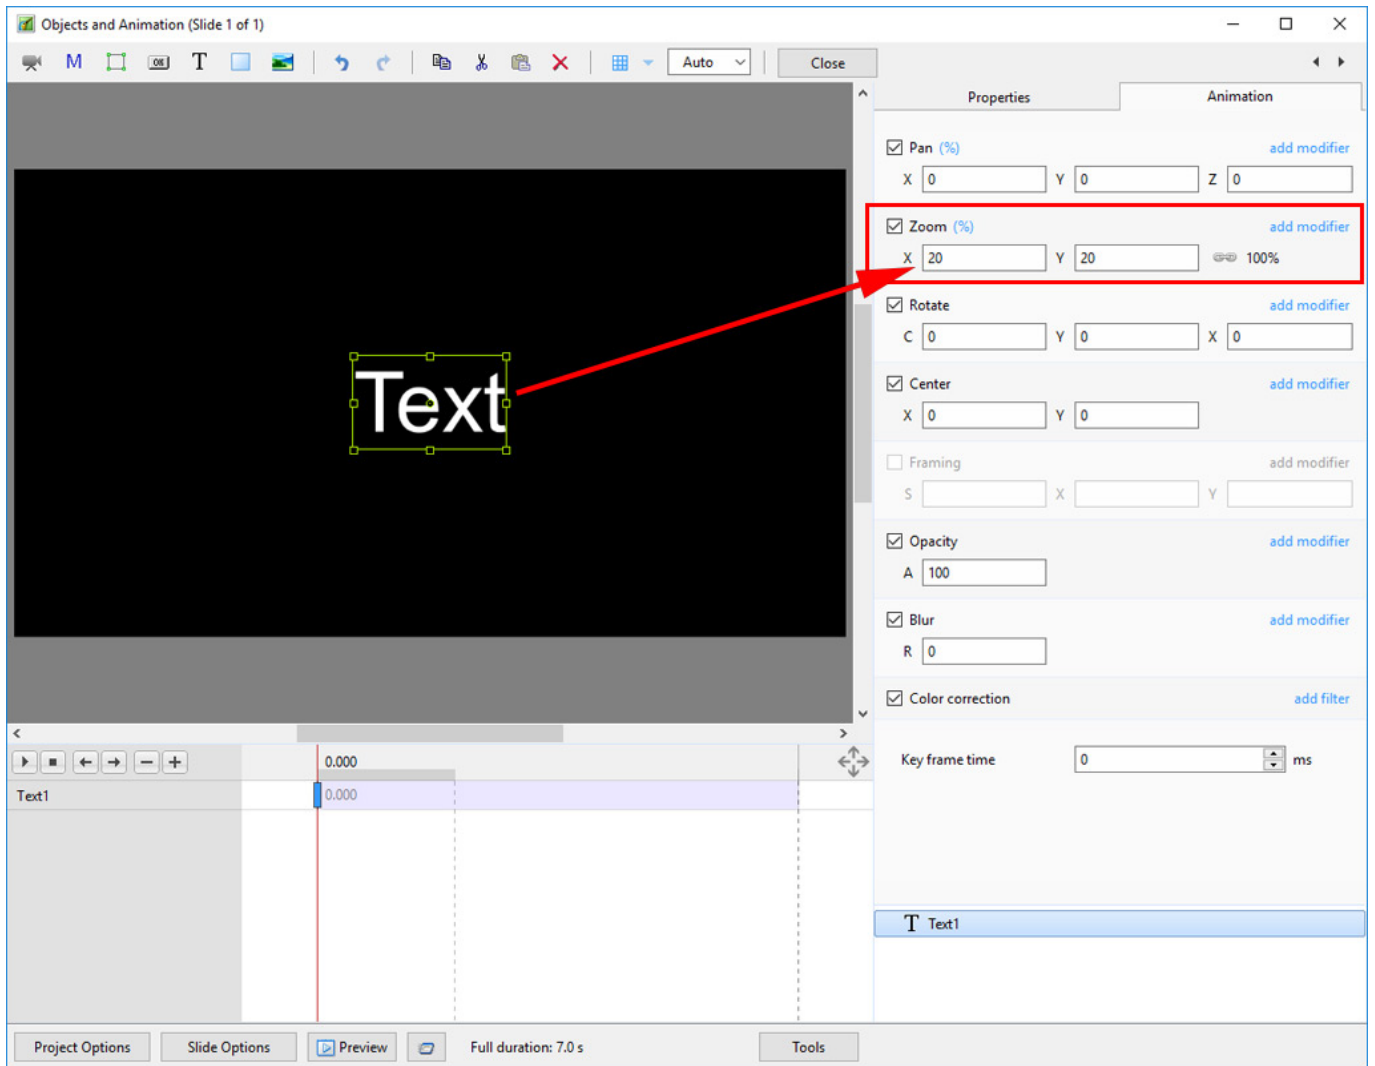 Objects and Animation (Slide 1 of 1)
M OK T Auto Close
Properties Animation
Pan (%) add modifier
X 0 Y 0 Z 0
Zoom (%) add modifier
X 20 Y 20 100%
Rotate add modifier
C 0 Y 0 X 0
Center add modifier
X 0 Y 0
Framing add modifier
S X Y
Opacity add modifier
A 100
Blur add modifier
R 0
Color correction add filter
Key frame time 0 ms
Text
0.000
Text1 0.000
T Text1
Project Options Slide Options Preview Full duration: 7.0 s Tools